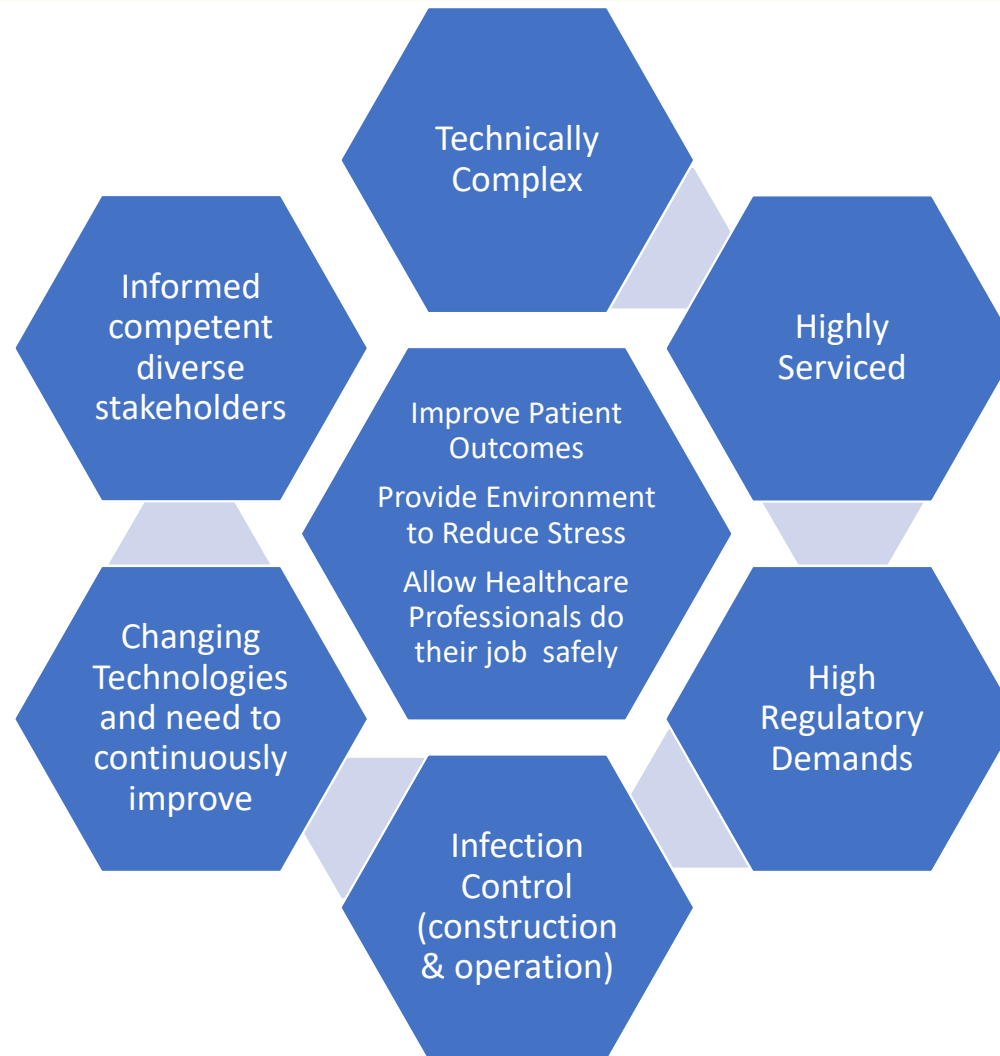 Technically
Complex
Highly
Serviced
High
Regulatory
Demands
Infection
Control
(construction
& operation)
Changing
Technologies
and need to
continuously
improve
Informed
competent
diverse
stakeholders
Improve Patient
Outcomes
Provide Environment
to Reduce Stress
Allow Healthcare
Professionals do
their job  safely